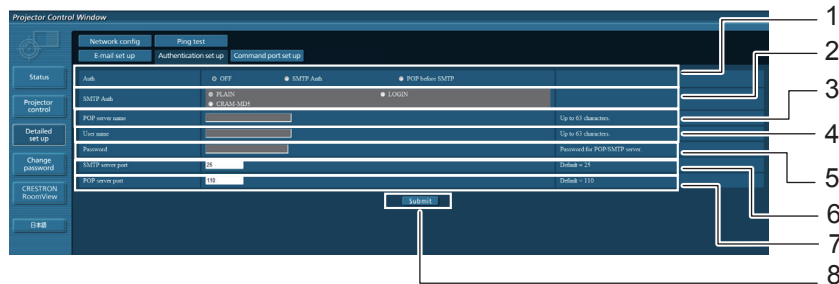 Projector Control Window
Network config Ping test
E-mail set up Authentication set up Command port set up
Status
Projector control
Detailed set up
Change password
CRESTRON RoomView
日本語
Auth OFF SMTP Auth POP before SMTP
SMTP Auth PLAIN LOGIN
CRAM-MD5
POP server name Up to 63 characters.
User name Up to 63 characters.
Password Password for POP/SMTP server.
SMTP server port 25 Default = 25
POP server port 110 Default = 110
Submit
1
2
3
4
5
6
7
8